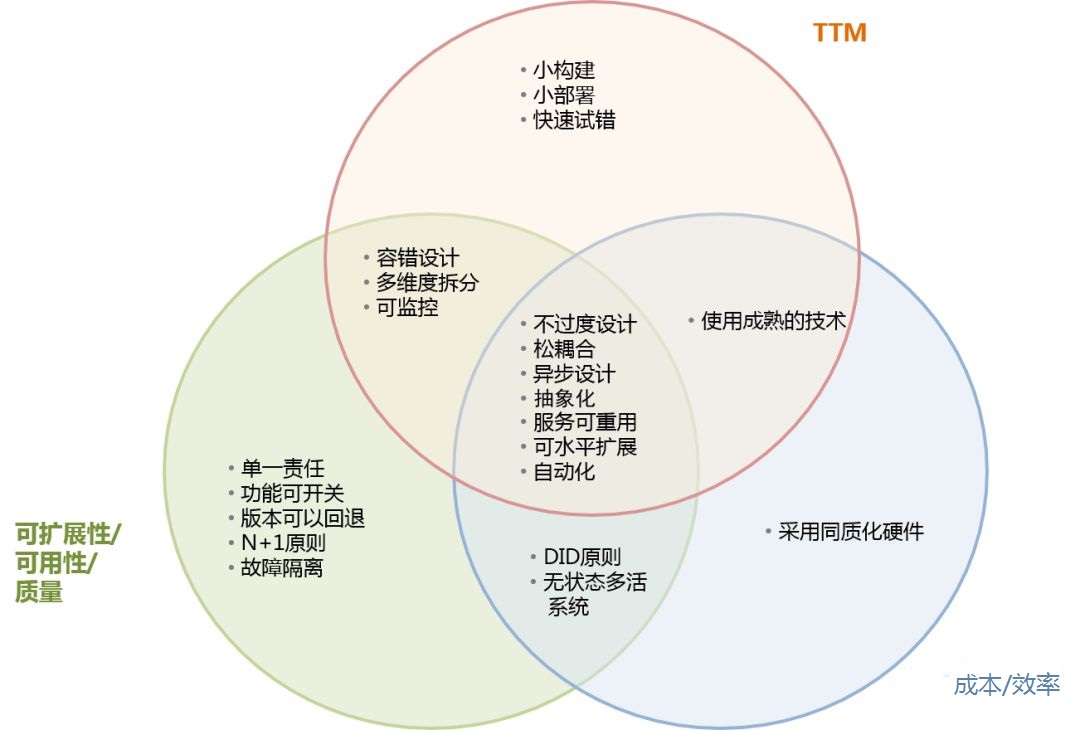 TTM
• 小构建
• 小部署
• 快速试错
• 容错设计
• 多维度拆分
• 可监控
• 不过度设计
• 松耦合
• 异步设计
• 抽象化
• 服务可重用
• 可水平扩展
• 自动化
• 使用成熟的技术
• 单一责任
• 功能可开关
• 版本可以回退
• N+1原则
• 故障隔离
可扩展性/
可用性/
质量
• DID原则
• 无状态多活
系统
• 采用同质化硬件
成本/效率